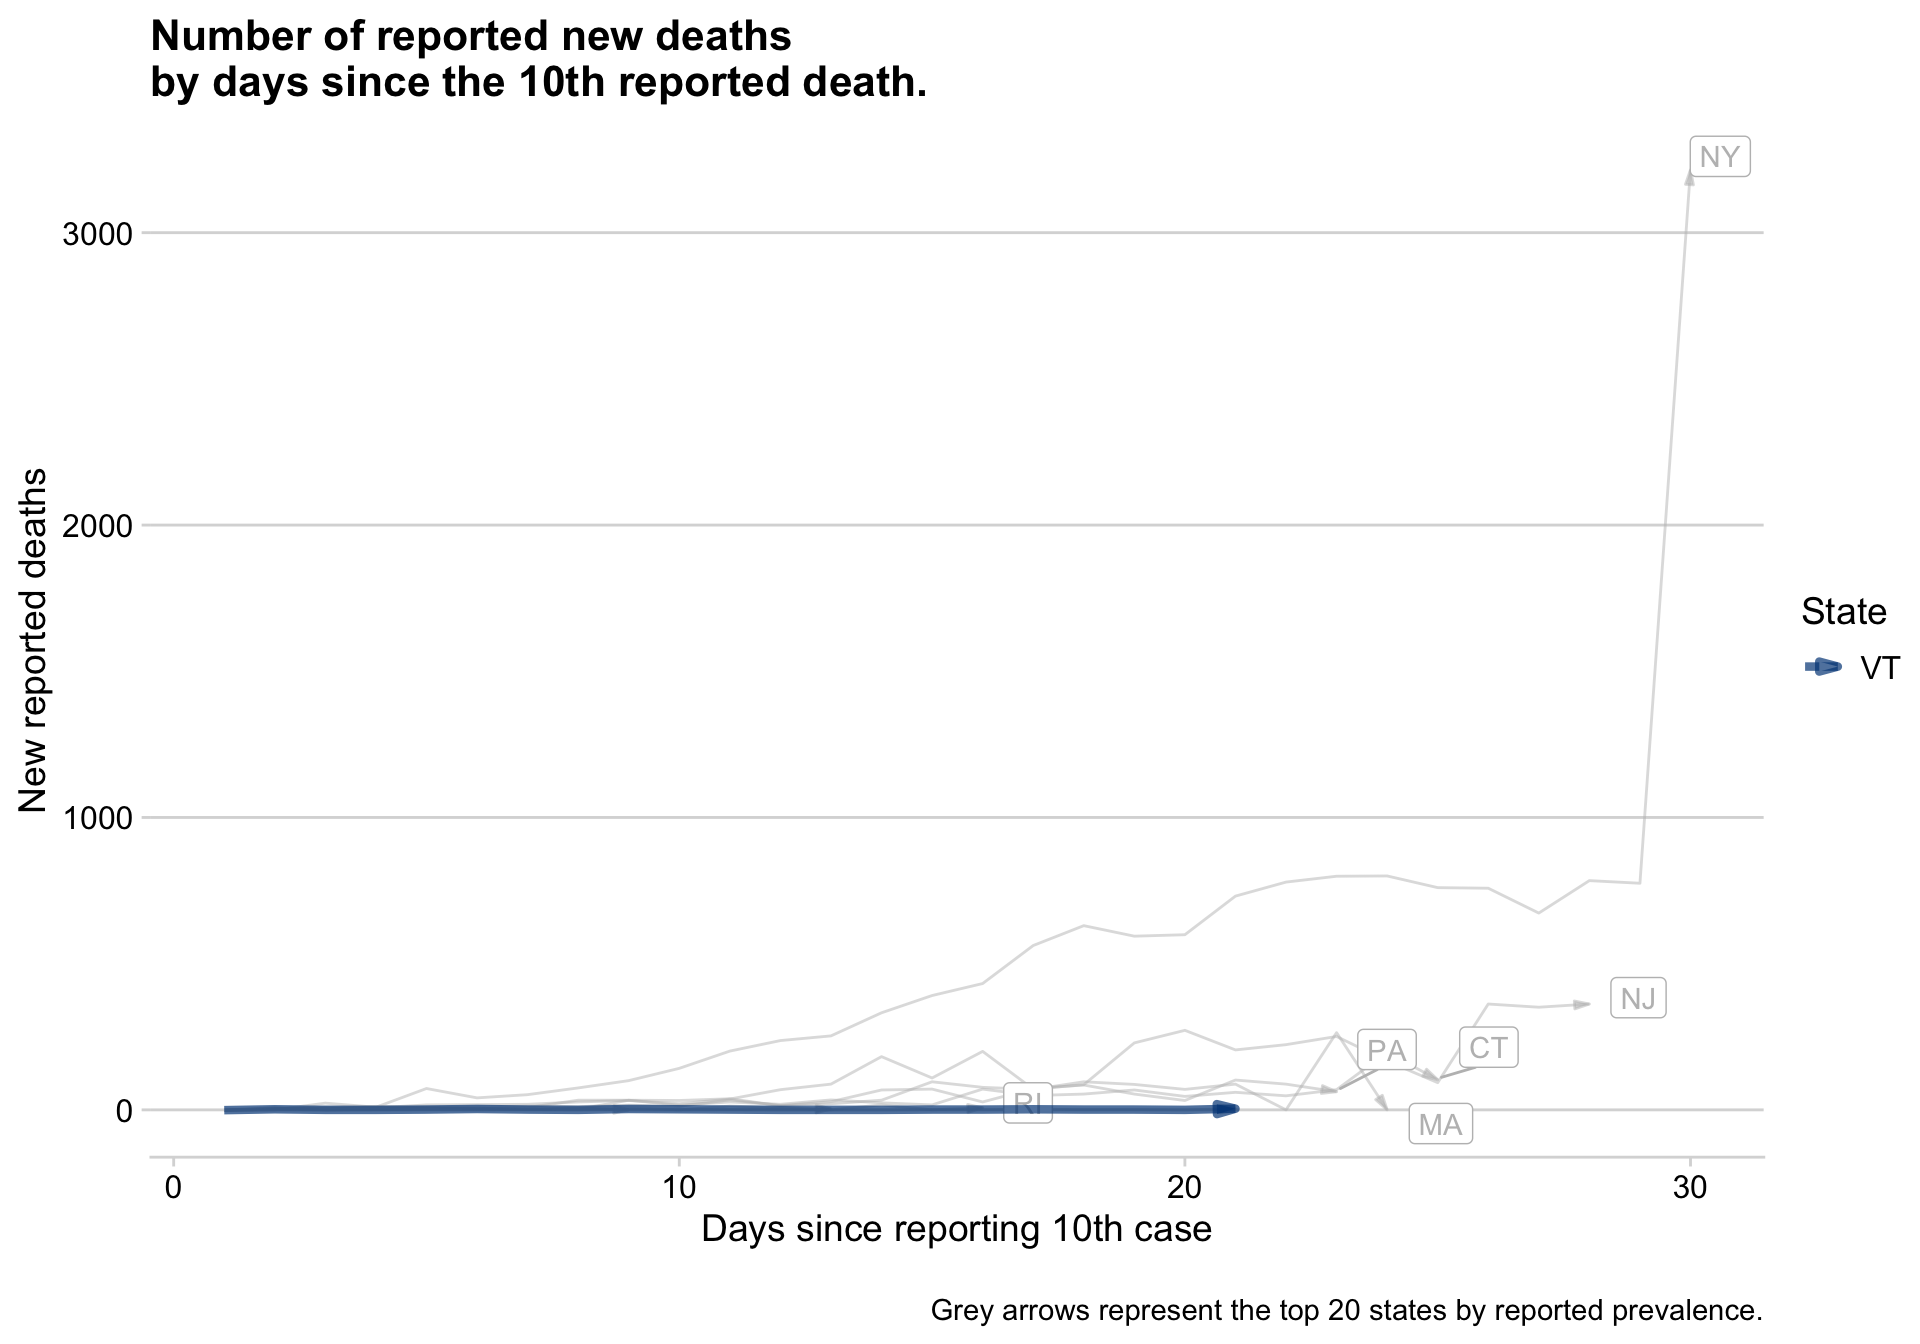 Number of reported new deaths
by days since the 10th reported death.
NY
3000
2000
1000
0
New reported deaths
NJ
PA
CT
RI
MA
State
VT
0 10 20 30
Days since reporting 10th case
Grey arrows represent the top 20 states by reported prevalence.